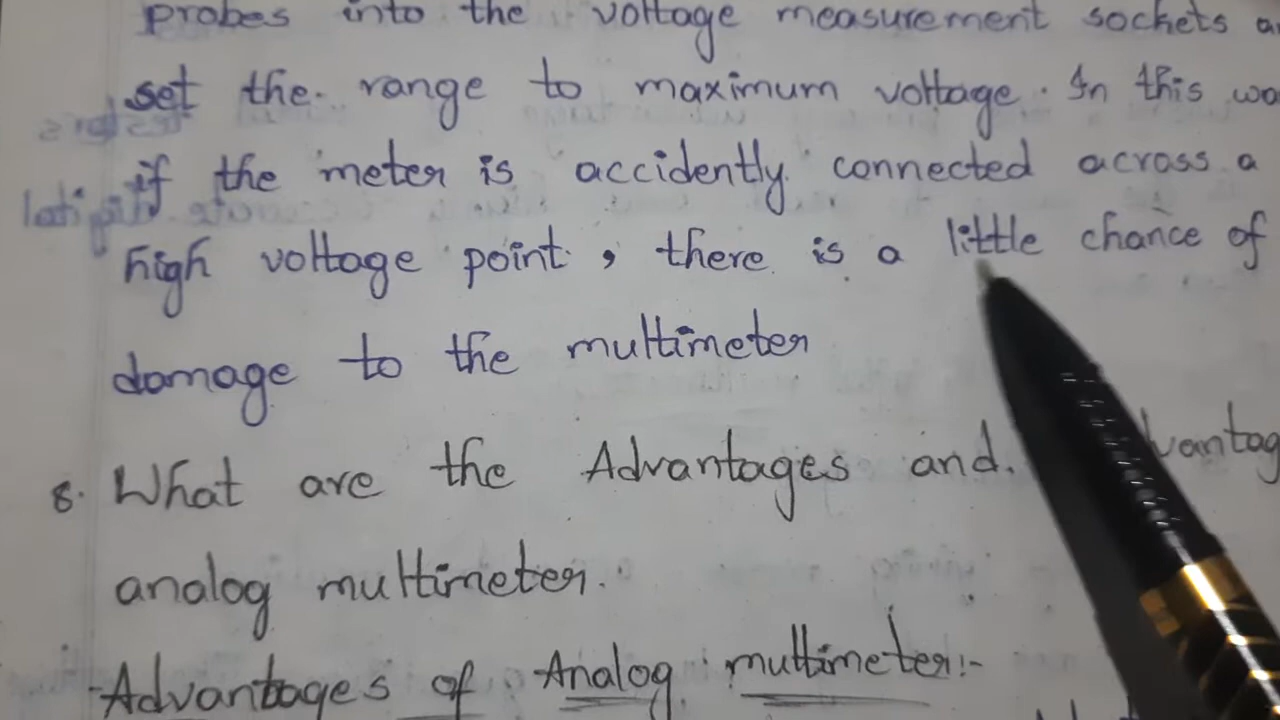 probes into the voltage measurement sockets
set the range to maximum voltage. In this
if the meter is accidently connected across a
high voltage point, there is a little chance of
damage to the multimeter
8. What are the Advantages and.
analog multimeter.
Advantages of Analog multimeter:-